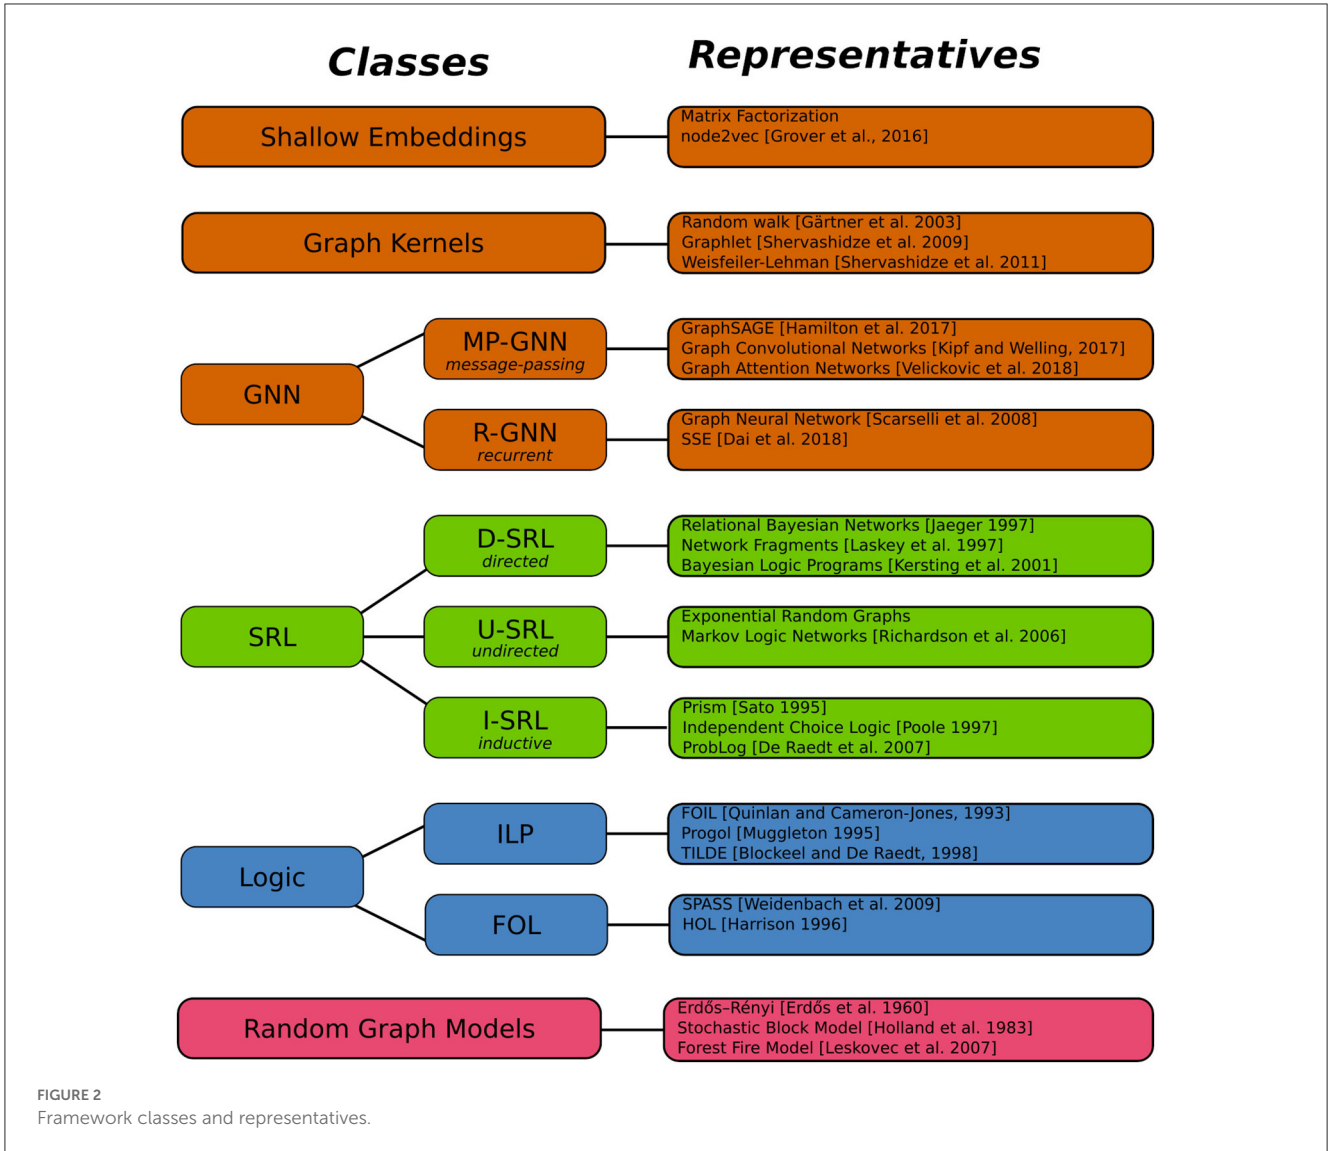 Classes
Representatives
Shallow Embeddings
Matrix Factorization
node2vec [Grover et al., 2016]
Graph Kernels
Random walk [Gärtner et al. 2003]
Graphlet [Shervashidze et al. 2009]
Weisfeiler-Lehman [Shervashidze et al. 2011]
GNN
MP-GNN
message-passing
GraphSAGE [Hamilton et al. 2017]
Graph Convolutional Networks [Kipf and Welling, 2017]
Graph Attention Networks [Velickovic et al. 2018]
R-GNN
recurrent
Graph Neural Network [Scarselli et al. 2008]
SSE [Dai et al. 2018]
SRL
D-SRL
directed
Relational Bayesian Networks [Jaeger 1997]
Network Fragments [Laskey et al. 1997]
Bayesian Logic Programs [Kersting et al. 2001]
U-SRL
undirected
Exponential Random Graphs
Markov Logic Networks [Richardson et al. 2006]
I-SRL
inductive
Prism [Sato 1995]
Independent Choice Logic [Poole 1997]
ProbLog [De Raedt et al. 2007]
Logic
ILP
FOIL [Quinlan and Cameron-Jones, 1993]
Progol [Muggleton 1995]
TILDE [Blockeel and De Raedt, 1998]
FOL
SPASS [Weidenbach et al. 2009]
HOL [Harrison 1996]
Random Graph Models
Erdős–Rényi [Erdős et al. 1960]
Stochastic Block Model [Holland et al. 1983]
Forest Fire Model [Leskovec et al. 2007]
FIGURE 2
Framework classes and representatives.